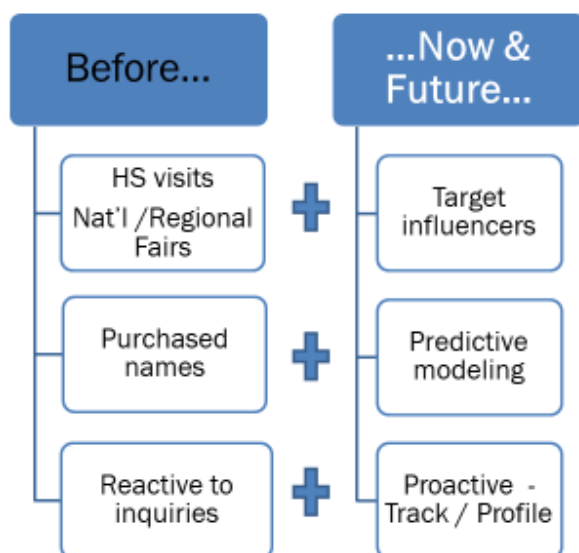 Before...
...Now &
Future...
HS visits
Nat'l /Regional
Fairs
Target
influencers
Purchased
names
Predictive
modeling
Reactive to
inquiries
Proactive -
Track / Profile